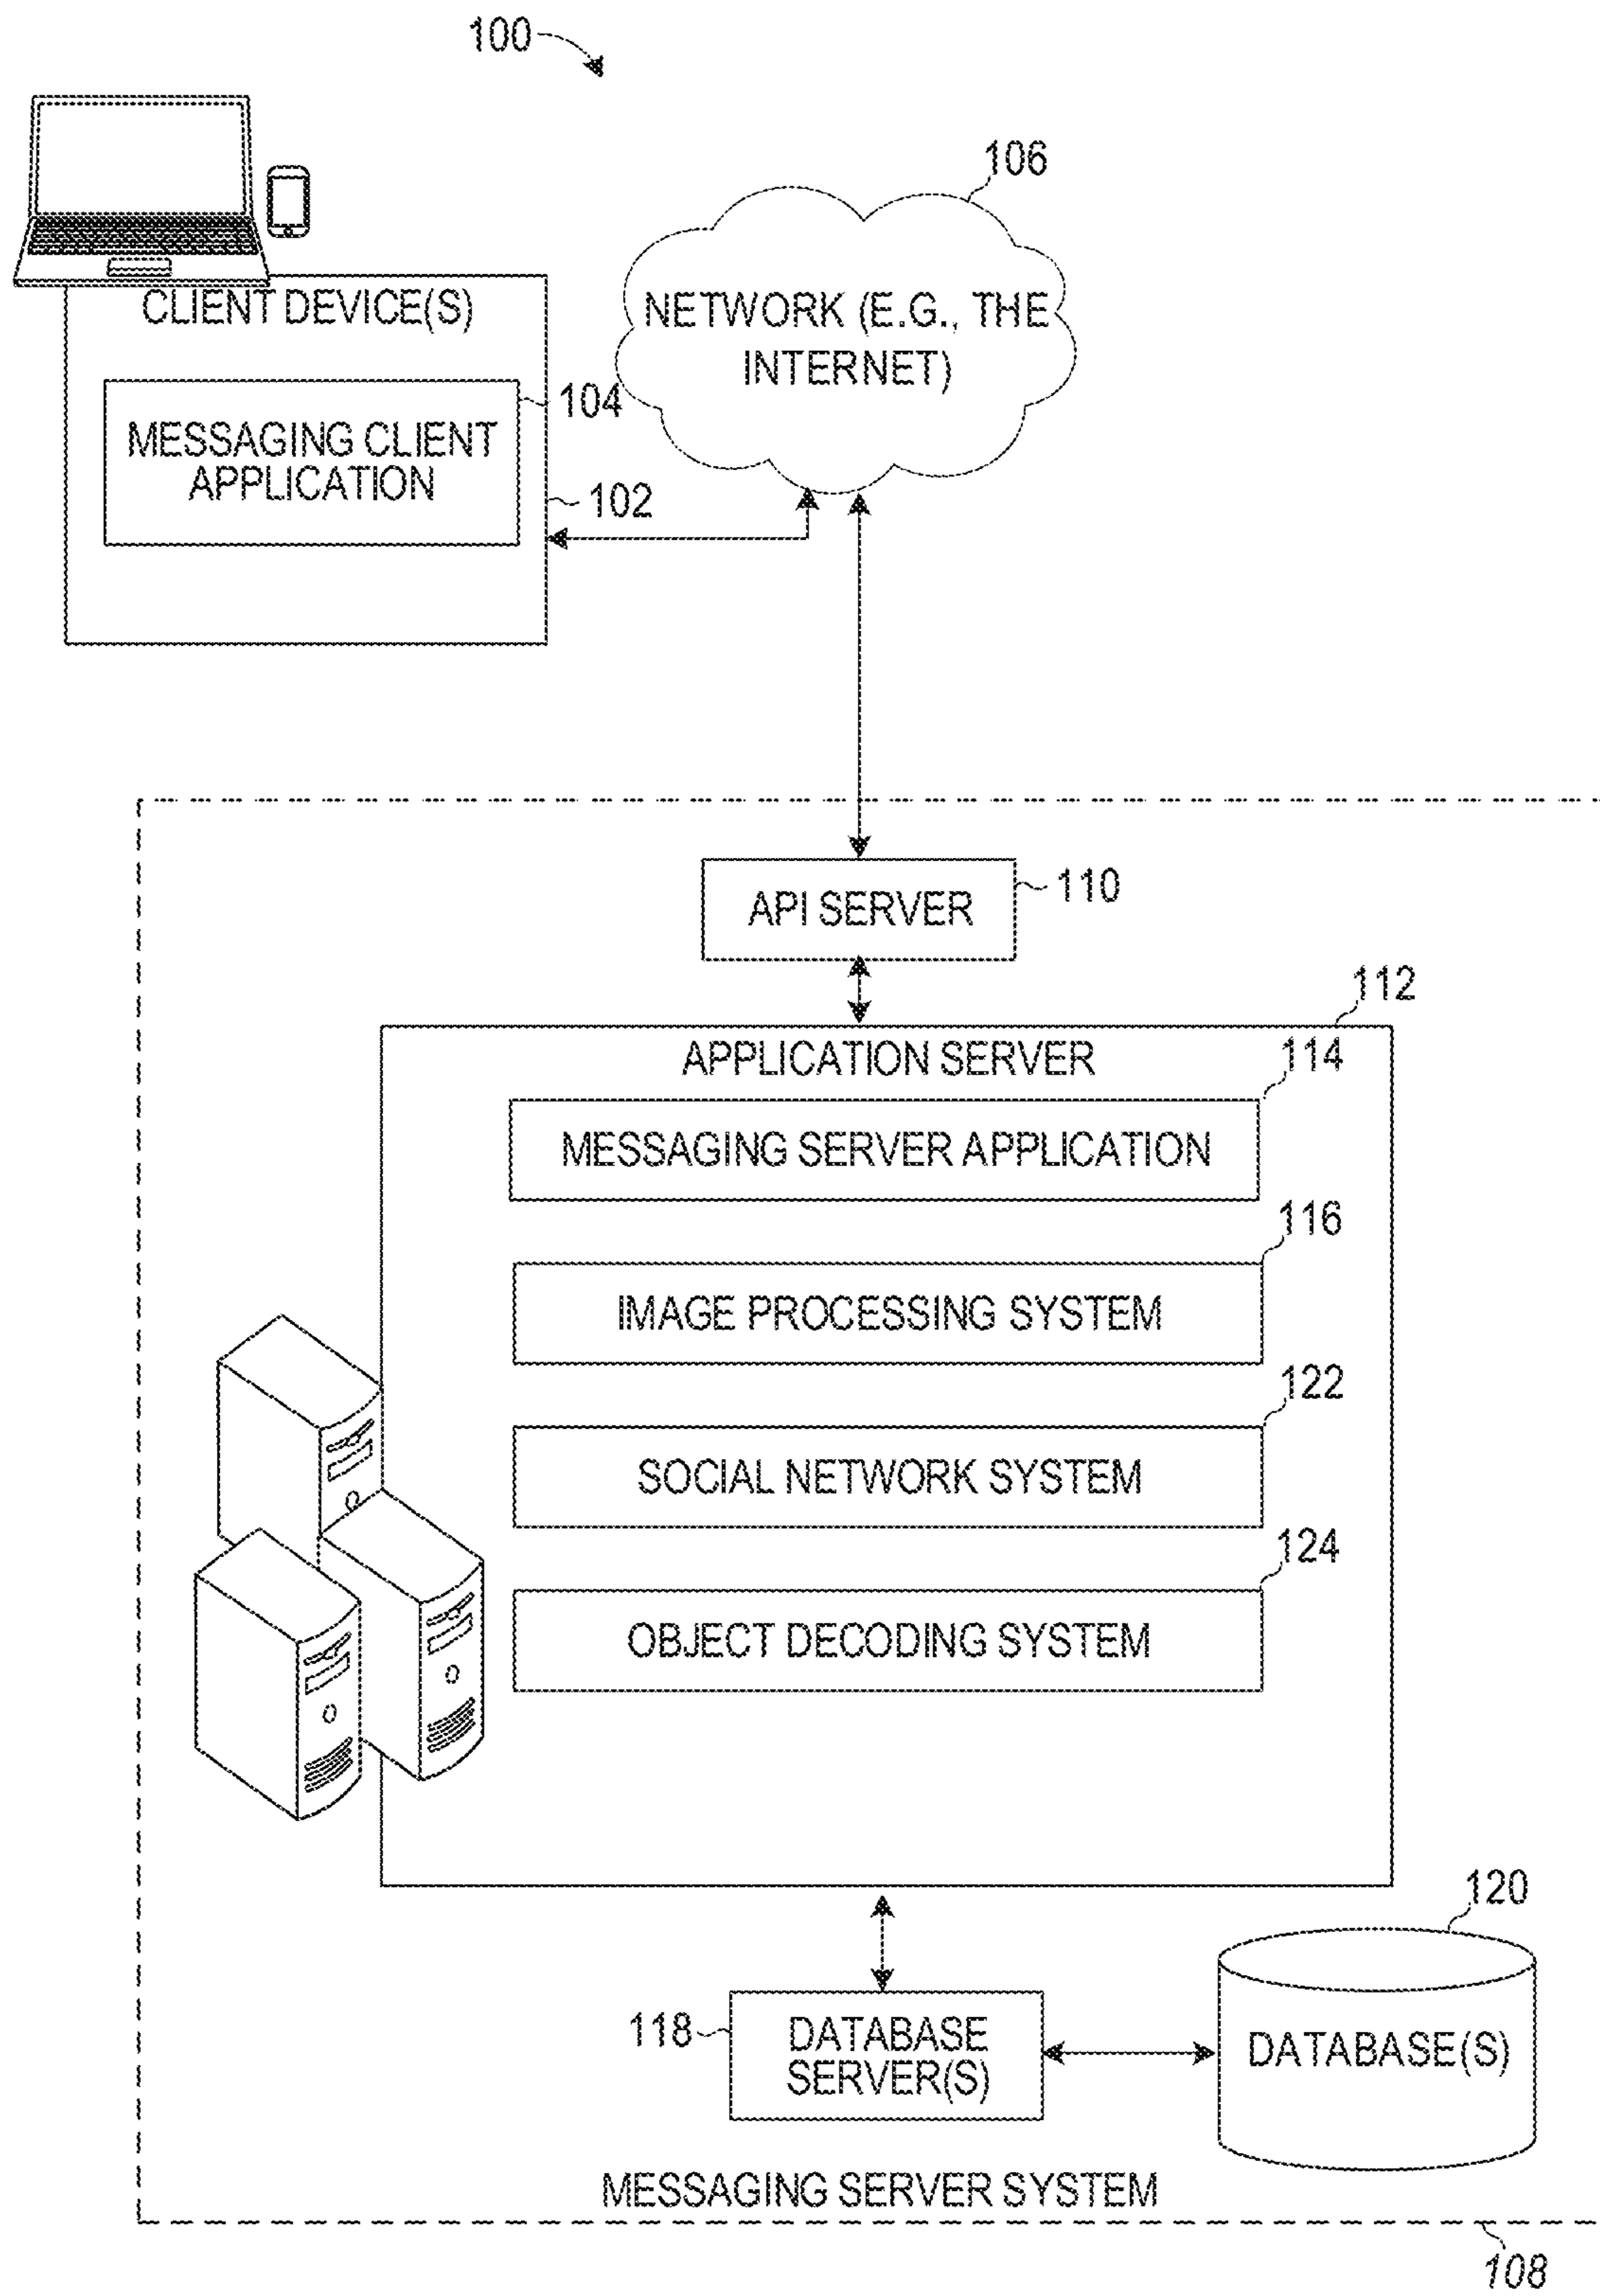 100
106
CLIENT DEVICE(S)
NETWORK (E.G., THE
INTERNET)
104
MESSAGING CLIENT
APPLICATION
102
API SERVER
110
112
APPLICATION SERVER
114
MESSAGING SERVER APPLICATION
116
IMAGE PROCESSING SYSTEM
122
SOCIAL NETWORK SYSTEM
124
OBJECT DECODING SYSTEM
120
118
DATABASE
SERVER(S)
DATABASE(S)
MESSAGING SERVER SYSTEM
108